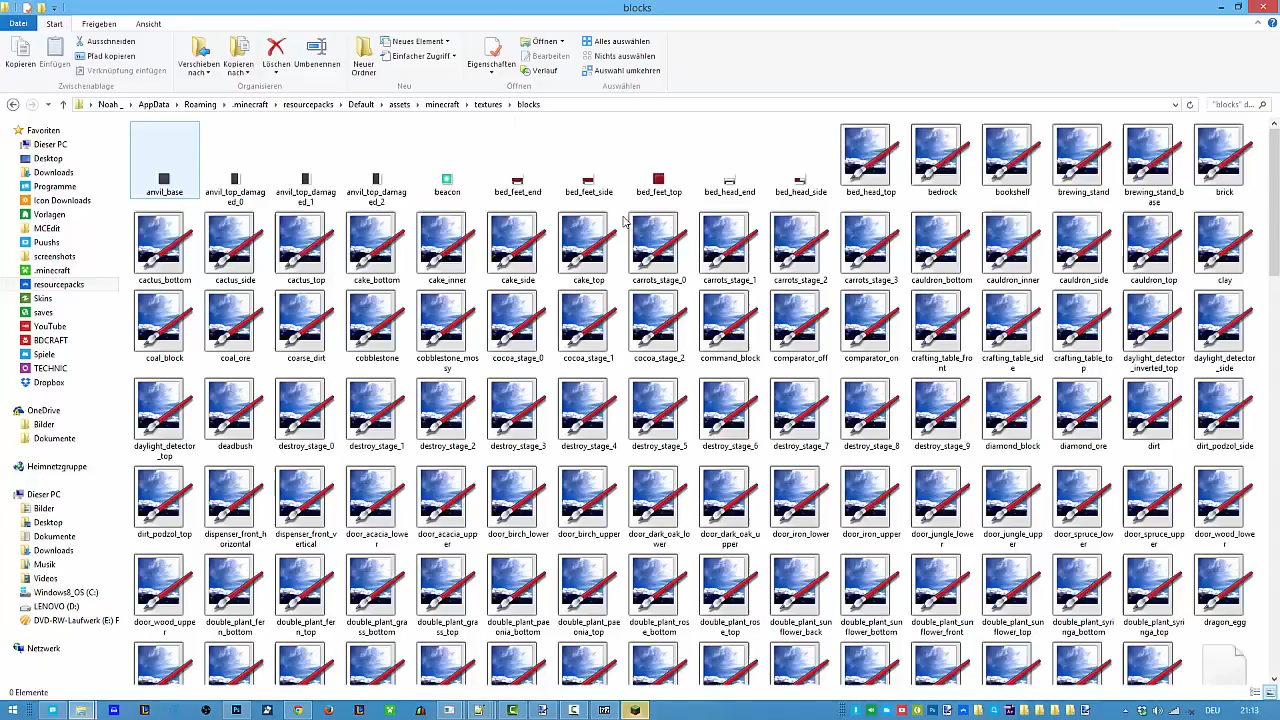 blocks
Datei Start Freigeben Ansicht
Kopieren Einfügen Ausschneiden Pfad kopieren Verknüpfung einfügen
Zwischenablage
Verschieben nach Kopieren nach Löschen Umbenennen
Organisieren
Neuer Ordner Neues Element Einfacher Zugriff
Neu
Eigenschaften Öffnen Bearbeiten Verlauf
Öffnen
Alles auswählen Nichts auswählen Auswahl umkehren
Auswählen
Noah_ AppData Roaming .minecraft resourcepacks Default assets minecraft textures blocks
"blocks" d...
Favoriten
Dieser PC
Desktop
Downloads
Programme
Icon Downloads
Vorlagen
MCEdit
Puushs
screenshots
.minecraft
resourcepacks
Skins
saves
YouTube
BDCRAFT
Spiele
TECHNIC
Dropbox
OneDrive
Bilder
Dokumente
Heimnetzgruppe
Dieser PC
Bilder
Desktop
Dokumente
Downloads
Musik
Videos
Windows8_OS (C:)
LENOVO (D:)
DVD-RW-Laufwerk (E:) F
Netzwerk
anvil_base anvil_top_damaged_0 anvil_top_damaged_1 anvil_top_damaged_2 beacon bed_feet_end bed_feet_side bed_feet_top bed_head_end bed_head_side bed_head_top bedrock bookshelf brewing_stand brewing_stand_base brick
cactus_bottom cactus_side cactus_top cake_bottom cake_inner cake_side cake_top carrots_stage_0 carrots_stage_1 carrots_stage_2 carrots_stage_3 cauldron_bottom cauldron_inner cauldron_side cauldron_top clay
coal_block coal_ore coarse_dirt cobblestone cobblestone_mossy cocoa_stage_0 cocoa_stage_1 cocoa_stage_2 command_block comparator_off comparator_on crafting_table_front crafting_table_side crafting_table_top daylight_detector_inverted_top daylight_detector_side
daylight_detector_top deadbush destroy_stage_0 destroy_stage_1 destroy_stage_2 destroy_stage_3 destroy_stage_4 destroy_stage_5 destroy_stage_6 destroy_stage_7 destroy_stage_8 destroy_stage_9 diamond_block diamond_ore dirt dirt_podzol_side
dirt_podzol_top dispenser_front_horizontal dispenser_front_vertical door_acacia_lower door_acacia_upper door_birch_lower door_birch_upper door_dark_oak_lower door_dark_oak_upper door_iron_lower door_iron_upper door_jungle_lower door_jungle_upper door_spruce_lower door_spruce_upper door_wood_lower
door_wood_upper double_plant_fern_bottom double_plant_fern_top double_plant_grass_bottom double_plant_grass_top double_plant_paeonia_bottom double_plant_paeonia_top double_plant_rose_bottom double_plant_rose_top double_plant_sunflower_back double_plant_sunflower_bottom double_plant_sunflower_front double_plant_sunflower_top double_plant_syringa_bottom double_plant_syringa_top dragon_egg
0 Elemente
DEU 21:13